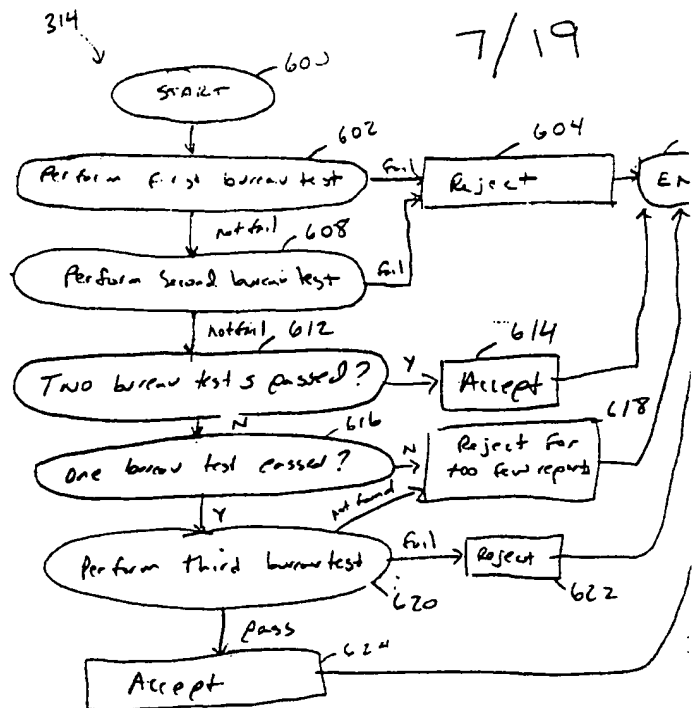 314
7/19
600
START
602
604
Perform first bureau test
fail
Reject
EN
not fail
608
Perform second bureau test
fail
not fail
612
614
Two bureau tests passed?
Y
Accept
N
616
618
One bureau test passed?
N
Reject for
too few reports
Y
not found
Perform third bureau test
fail
Reject
620
622
pass
624
Accept